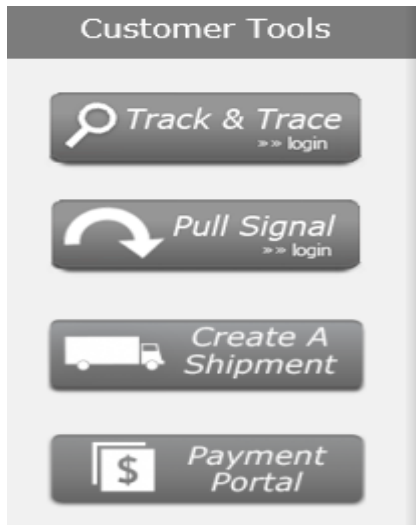 Customer Tools
Track & Trace
»» login
Pull Signal
»» login
Create A
Shipment
$
Payment
Portal